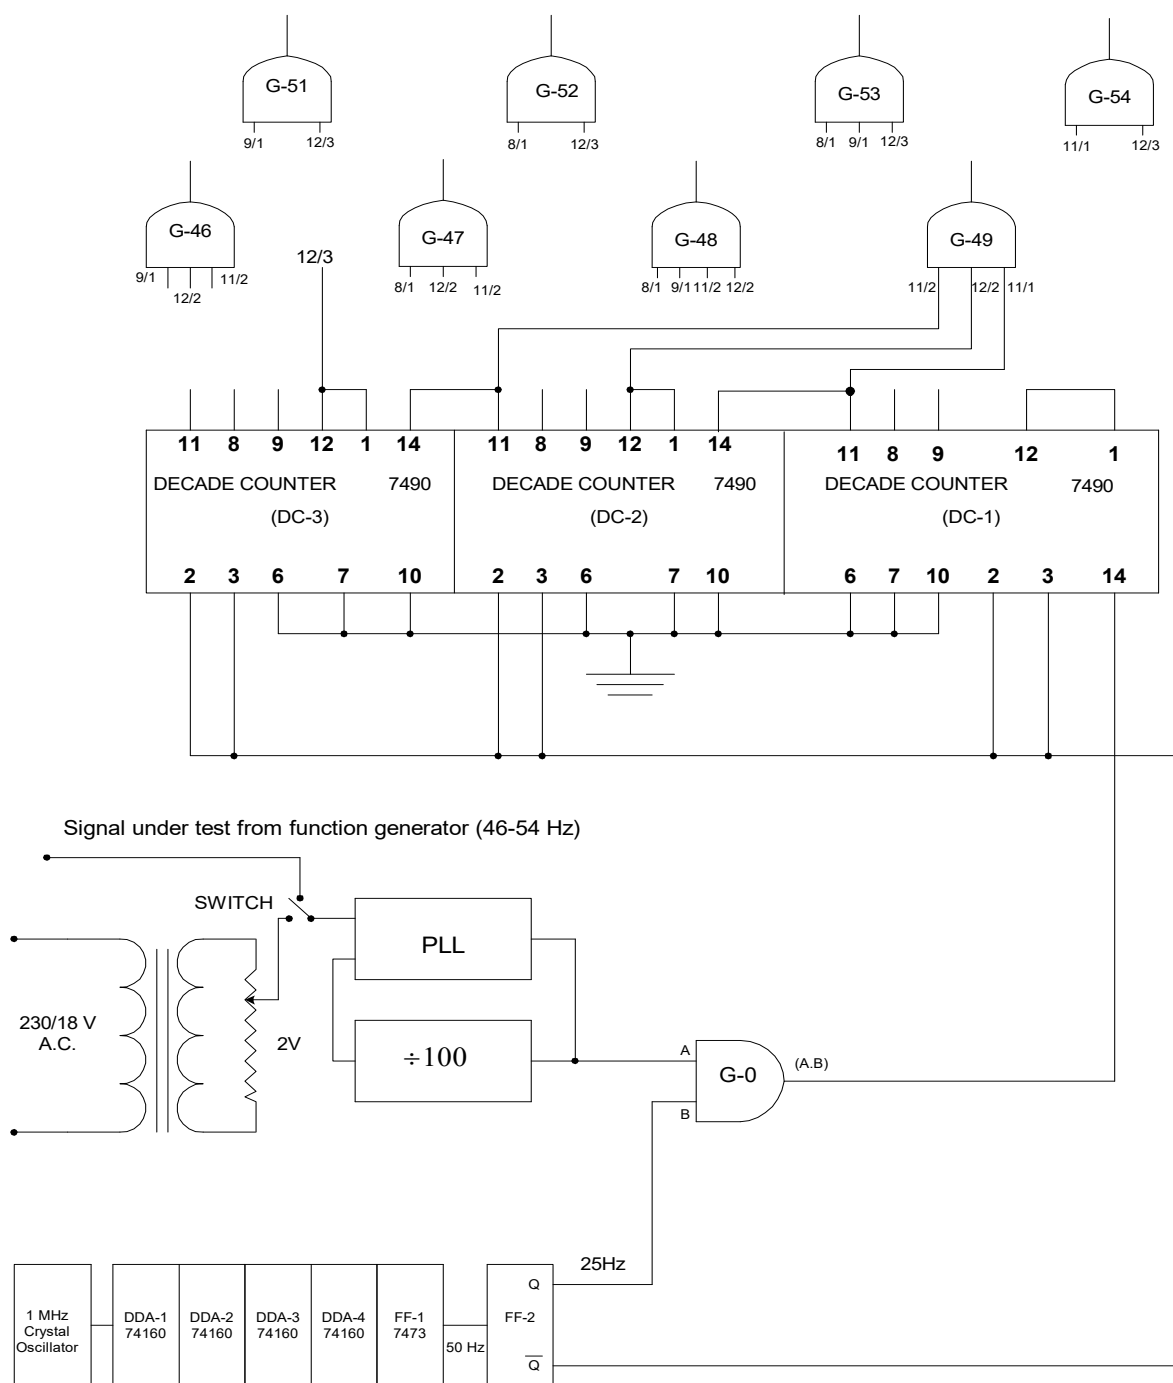 G-51
G-52
G-53
G-54
9/1 12/3
8/1 12/3
8/1 9/1 12/3
11/1 12/3
G-46
G-47
G-48
G-49
12/3
9/1 12/2 11/2
8/1 12/2 11/2
8/1 9/1 11/2 12/2
11/2 12/2 11/1
11 8 9 12 1 14
11 8 9 12 1 14
11 8 9 12 1
DECADE COUNTER 7490
(DC-3)
DECADE COUNTER 7490
(DC-2)
DECADE COUNTER 7490
(DC-1)
2 3 6 7 10
2 3 6 7 10
6 7 10 2 3 14
Signal under test from function generator (46-54 Hz)
SWITCH
PLL
230/18 V
A.C.
2V
÷100
A
B
G-0
(A.B)
25Hz
1 MHz
Crystal
Oscillator
DDA-1
74160
DDA-2
74160
DDA-3
74160
DDA-4
74160
FF-1
7473
50 Hz
Q
FF-2
Q̅